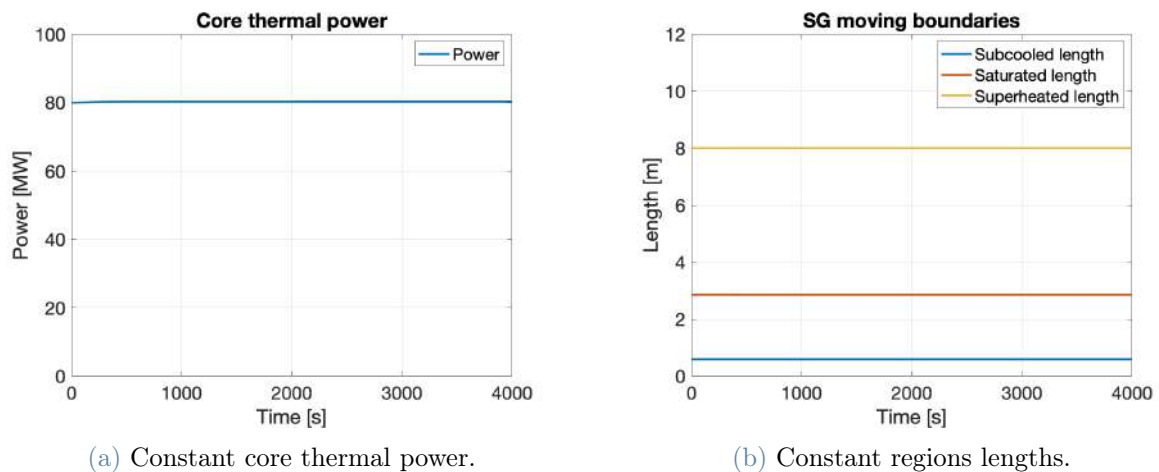 Core thermal power
100
80
60
40
20
0
Power [MW]
Power
0 1000 2000 3000 4000
Time [s]
(a) Constant core thermal power.
SG moving boundaries
12
10
8
6
4
2
0
Length [m]
Subcooled length
Saturated length
Superheated length
0 1000 2000 3000 4000
Time [s]
(b) Constant regions lengths.